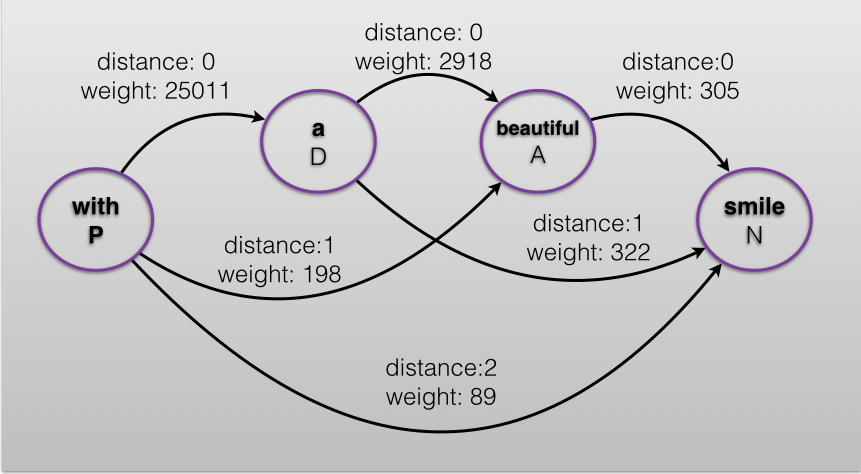 distance: 0
weight: 25011
distance: 0
weight: 2918
distance:0
weight: 305
with
P
a
D
beautiful
A
smile
N
distance:1
weight: 198
distance:1
weight: 322
distance:2
weight: 89